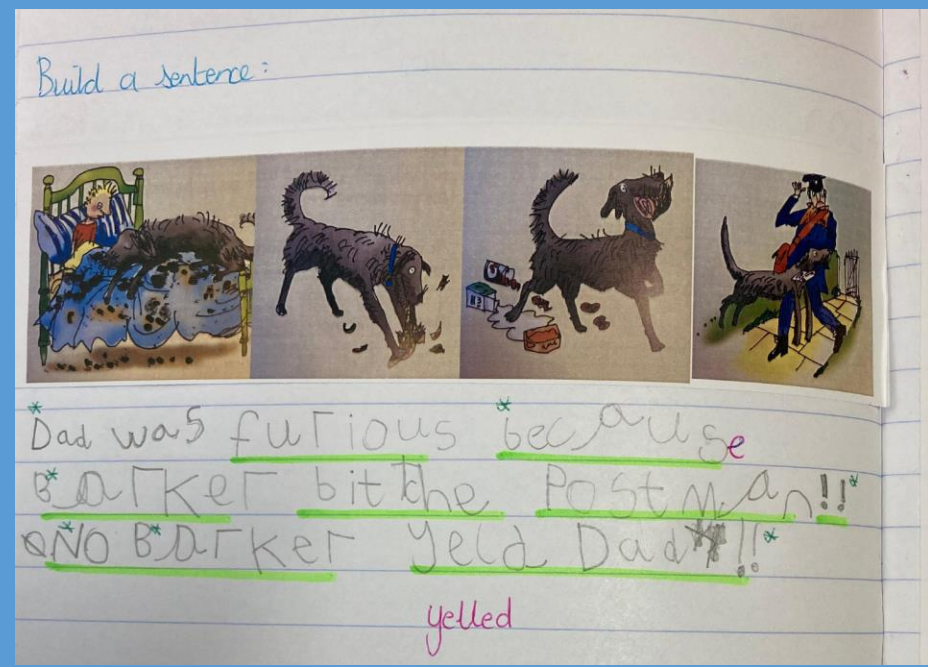 Build a sentence:
Dad was furious because
Barker bit the Postman!!
NO Barker yeld Dad!!
yelled